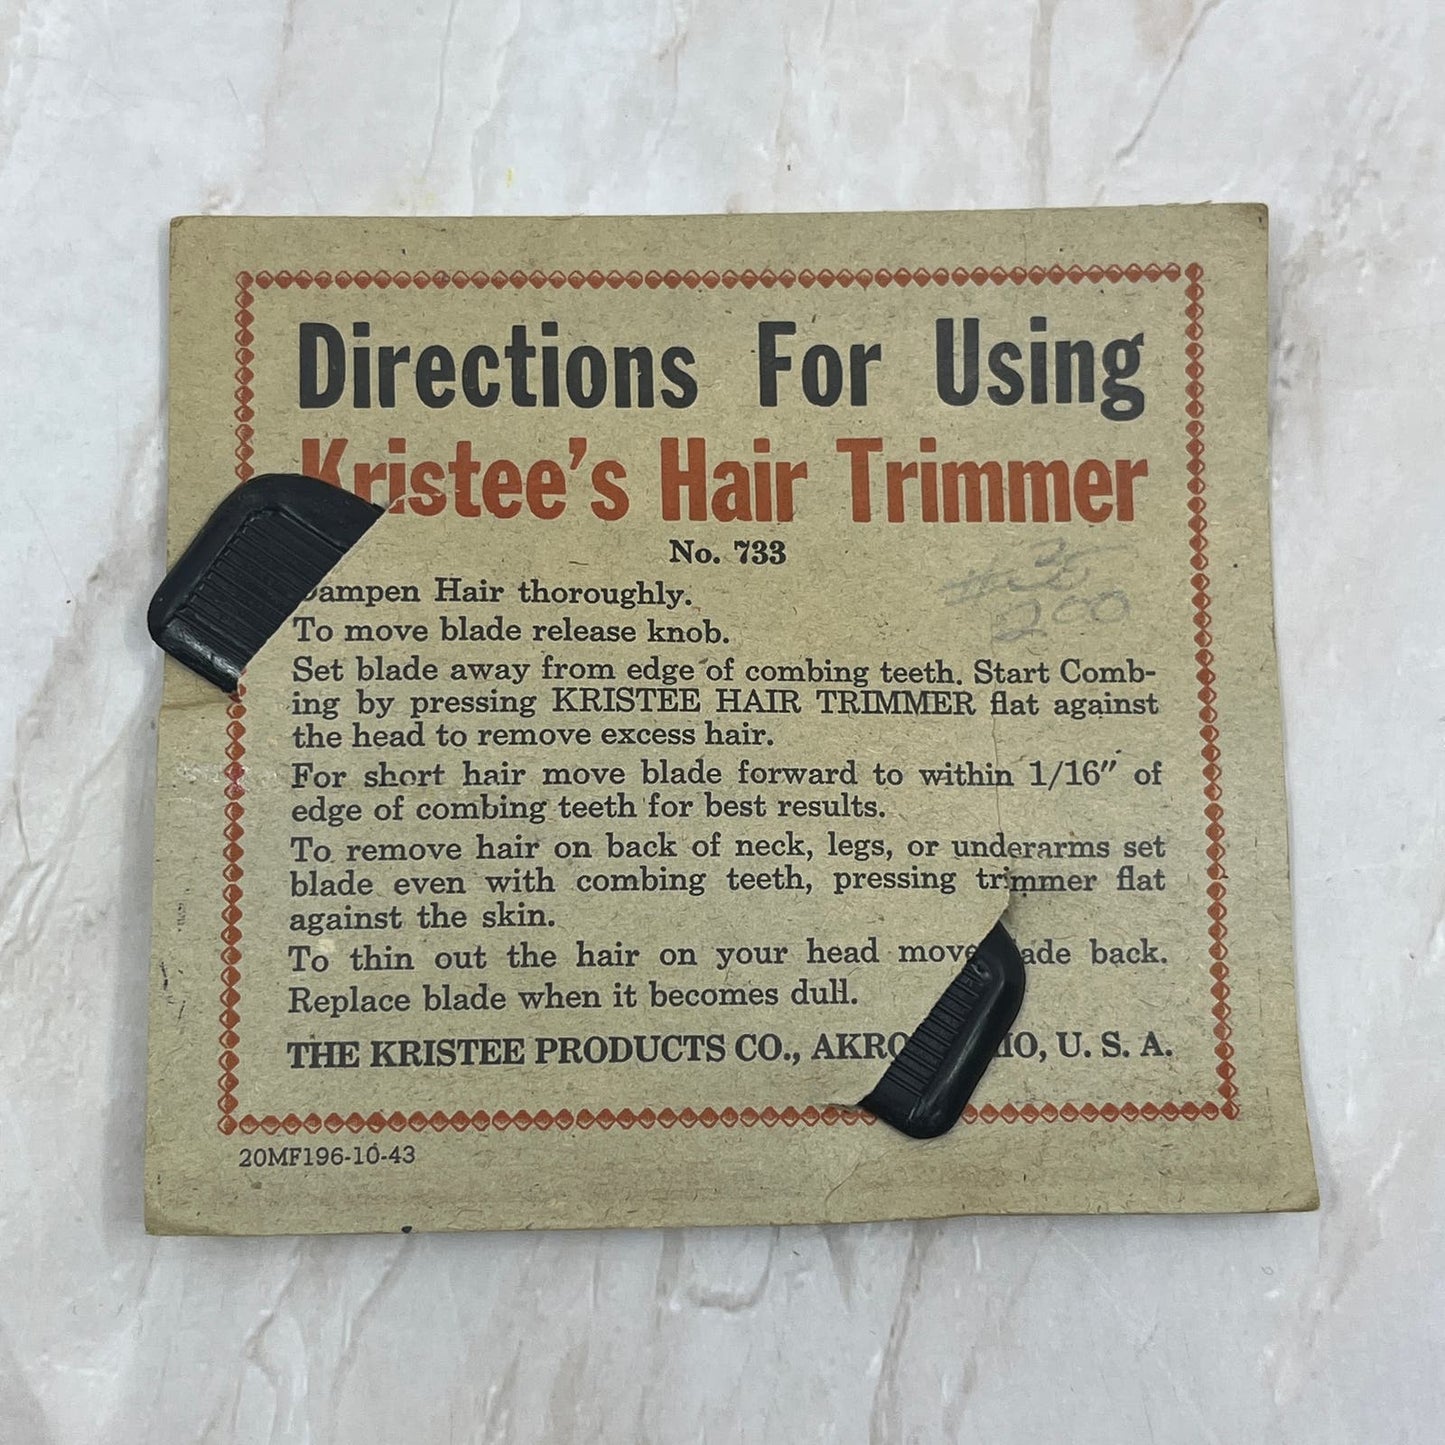 Directions For Using
Kristee's Hair Trimmer
No. 733
Dampen Hair thoroughly.
To move blade release knob.
Set blade away from edge of combing teeth. Start Comb-
ing by pressing KRISTEE HAIR TRIMMER flat against
the head to remove excess hair.
For short hair move blade forward to within 1/16″ of
edge of combing teeth for best results.
To remove hair on back of neck, legs, or underarms set
blade even with combing teeth, pressing trimmer flat
against the skin.
To thin out the hair on your head move back.
Replace blade when it becomes dull.
THE KRISTEE PRODUCTS CO., U. S. A.
20MF196-10-43
200